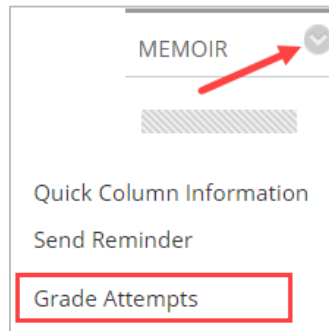 MEMOIR
Quick Column Information
Send Reminder
Grade Attempts